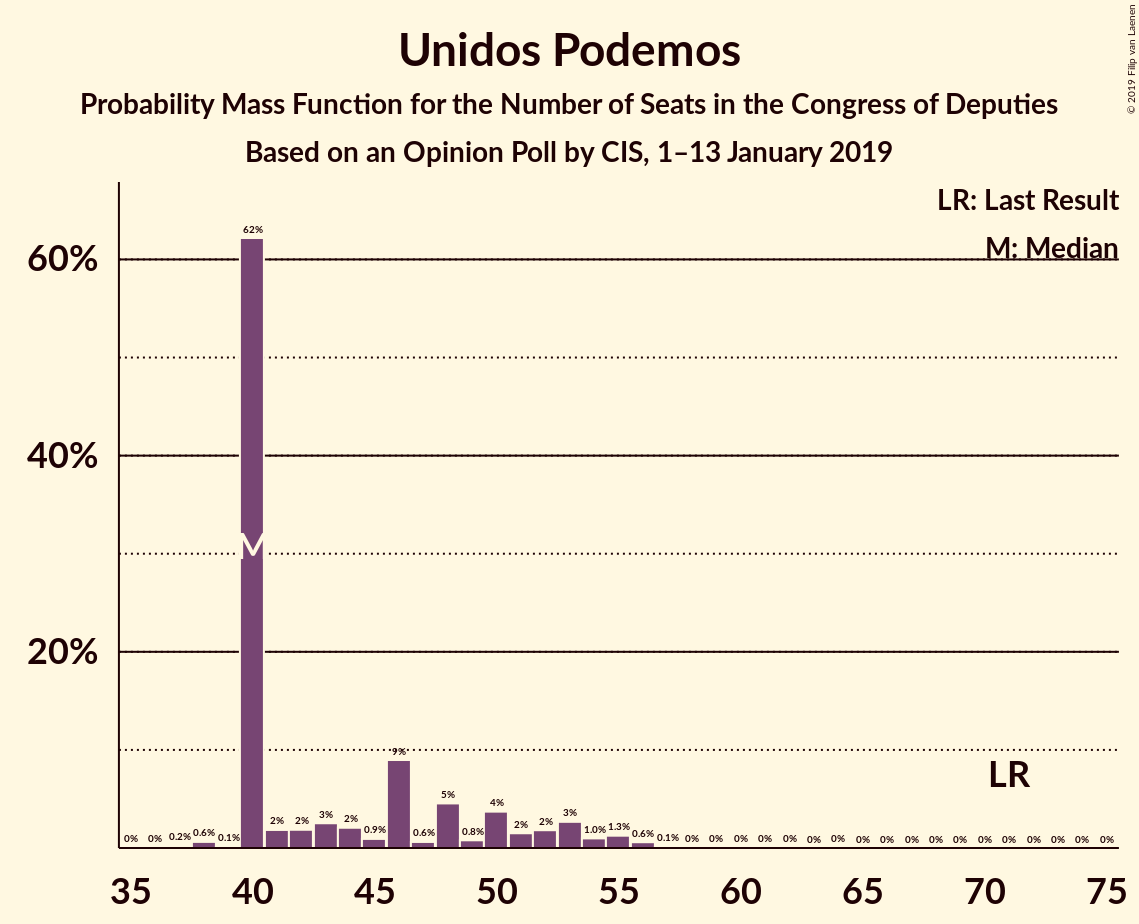 Unidos Podemos
Probability Mass Function for the Number of Seats in the Congress of Deputies
Based on an Opinion Poll by CIS, 1–13 January 2019
© 2019 Filip van Laenen
LR: Last Result
M: Median
60%
40%
20%
0% 0% 0.2% 0.6% 0.1% 62% 2% 2% 3% 2% 0.9% 9% 0.6% 5% 0.8% 4% 2% 2% 3% 1.0% 1.3% 0.6% 0.1% 0% 0% 0% 0% 0% 0% 0% 0% 0% 0% 0% 0% 0% 0% 0% 0% 0% 0%
M
LR
35 40 45 50 55 60 65 70 75